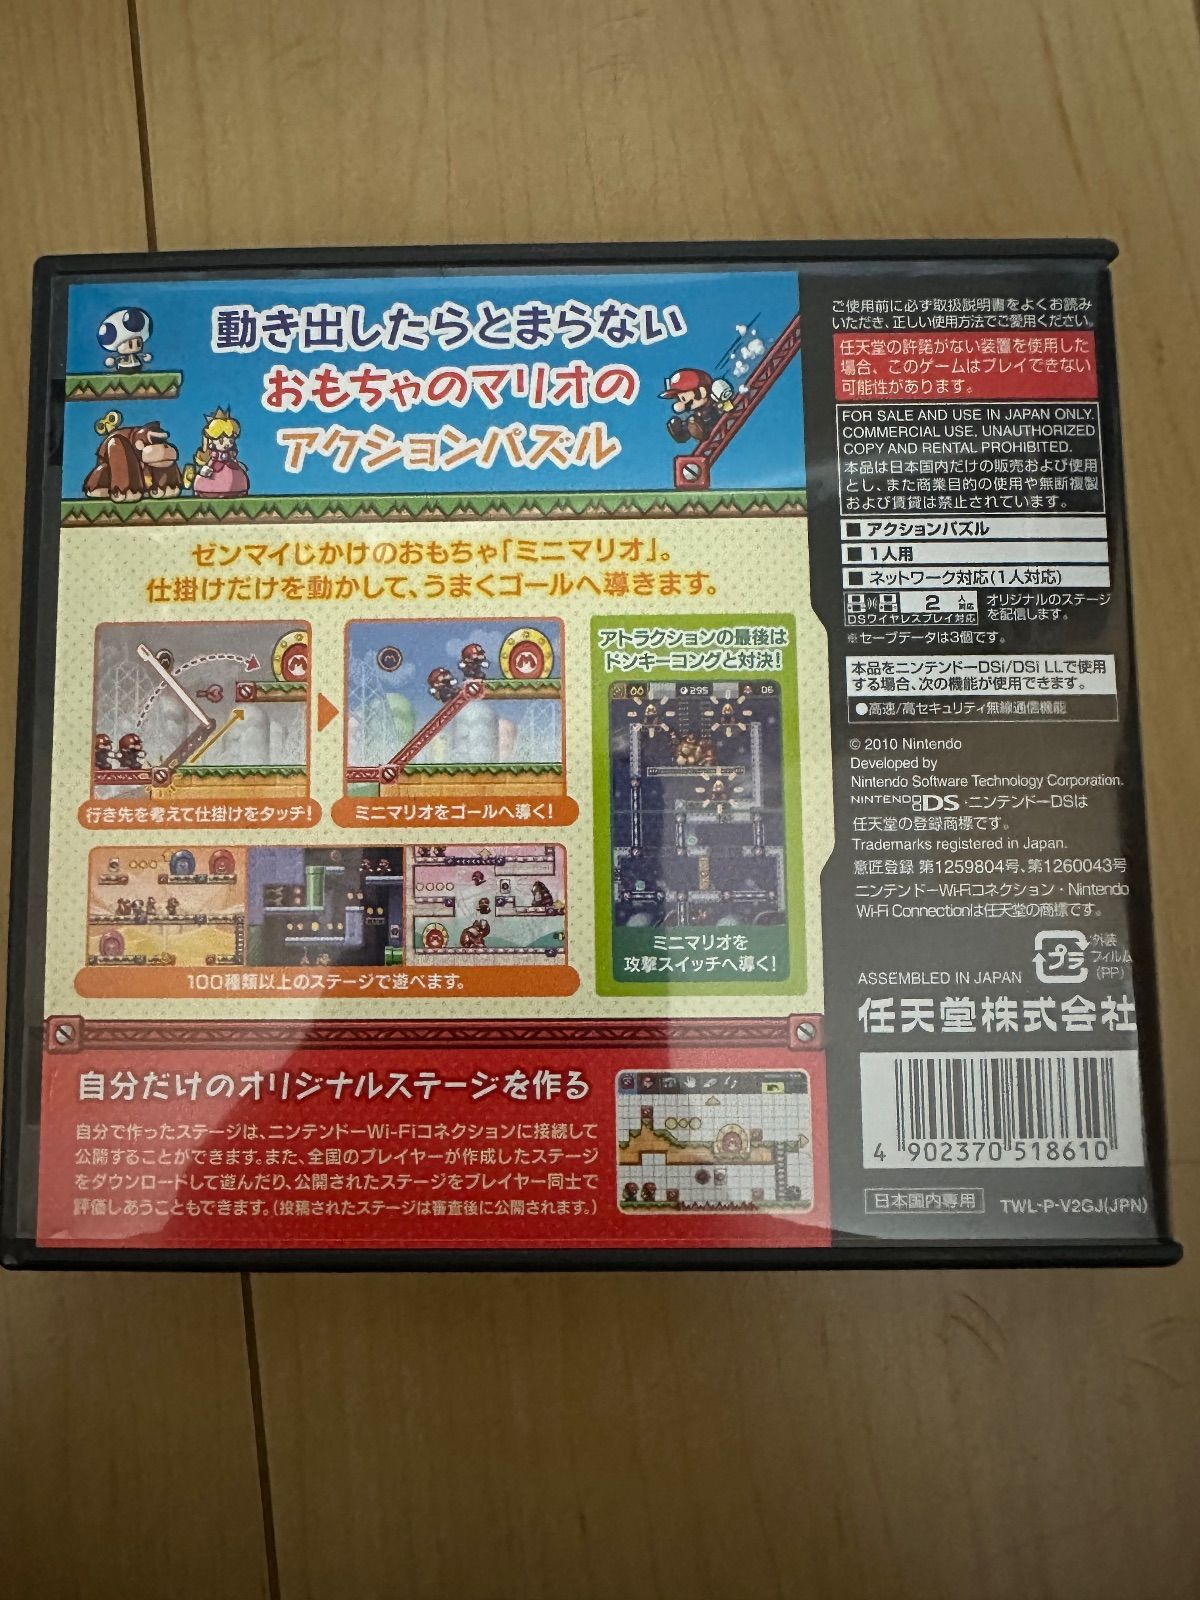 動き出したらとまらない
おもちゃのマリオの
アクションパズル
ゼンマイじかけのおもちゃ「ミニマリオ」。
仕掛けだけを動かして、うまくゴールへ導きます。
行き先を考えて仕掛けをタッチ!
ミニマリオをゴールへ導く!
100種類以上のステージで遊べます。
アトラクションの最後は
ドンキーコングと対決!
295
06
ミニマリオを
攻撃スイッチへ導く!
自分だけのオリジナルステージを作る
自分で作ったステージは、ニンテンドーWi-Fiコネクションに接続して
公開することができます。また、全国のプレイヤーが作成したステージ
をダウンロードして遊んだり、公開されたステージをプレイヤー同士で
評価しあうこともできます。(投稿されたステージは審査後に公開されます。)
ご使用前に必ず取扱説明書をよくお読み
いただき、正しい使用方法でご愛用ください。
任天堂の許諾がない装置を使用した
場合、このゲームはプレイできない
可能性があります。
FOR SALE AND USE IN JAPAN ONLY.
COMMERCIAL USE, UNAUTHORIZED
COPY AND RENTAL PROHIBITED.
本品は日本国内だけの販売および使用
とし、また商業目的の使用や無断複製
および賃貸は禁止されています。
■ アクションパズル
■ 1人用
■ ネットワーク対応(1人対応)
2 人対応
DSワイヤレスプレイ対応
オリジナルのステージ
を配信します。
※セーブデータは3個です。
本品をニンテンドーDSi/DSi LLで使用
する場合、次の機能が使用できます。
●高速/高セキュリティ無線通信機能
© 2010 Nintendo
Developed by
Nintendo Software Technology Corporation.
NINTENDO DS・ニンテンドーDSは
任天堂の登録商標です。
Trademarks registered in Japan.
意匠登録 第1259804号、第1260043号
ニンテンドーWi-Fiコネクション・Nintendo
Wi-Fi Connectionは任天堂の商標です。
プラ
外装
フィルム
(PP)
ASSEMBLED IN JAPAN
任天堂株式会社
4 902370 518610
日本国内専用
TWL-P-V2GJ(JPN)